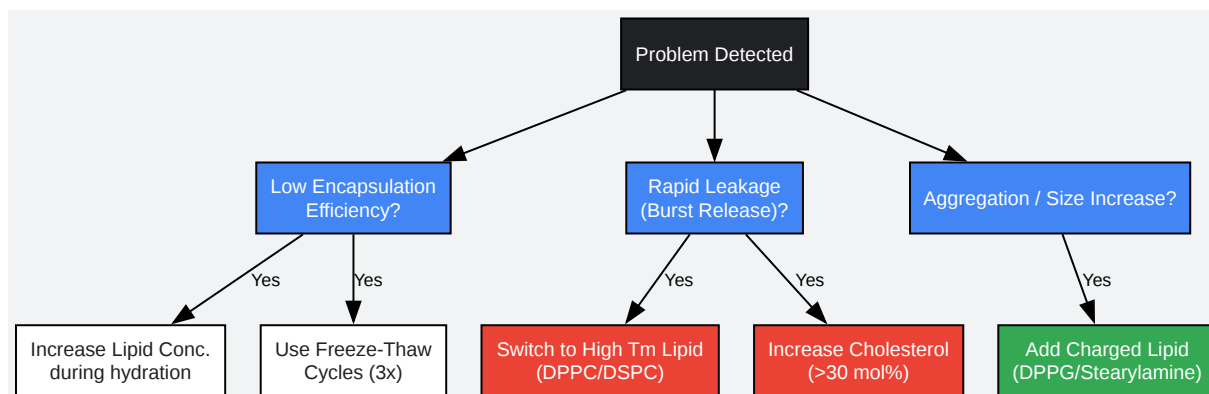 Problem Detected
Low Encapsulation
Efficiency?
Rapid Leakage
(Burst Release)?
Aggregation / Size Increase?
Yes
Yes
Yes
Yes
Yes
Increase Lipid Conc.
during hydration
Use Freeze-Thaw
Cycles (3x)
Switch to High Tm Lipid
(DPPC/DSPC)
Increase Cholesterol
(>30 mol%)
Add Charged Lipid
(DPPG/Stearylamine)